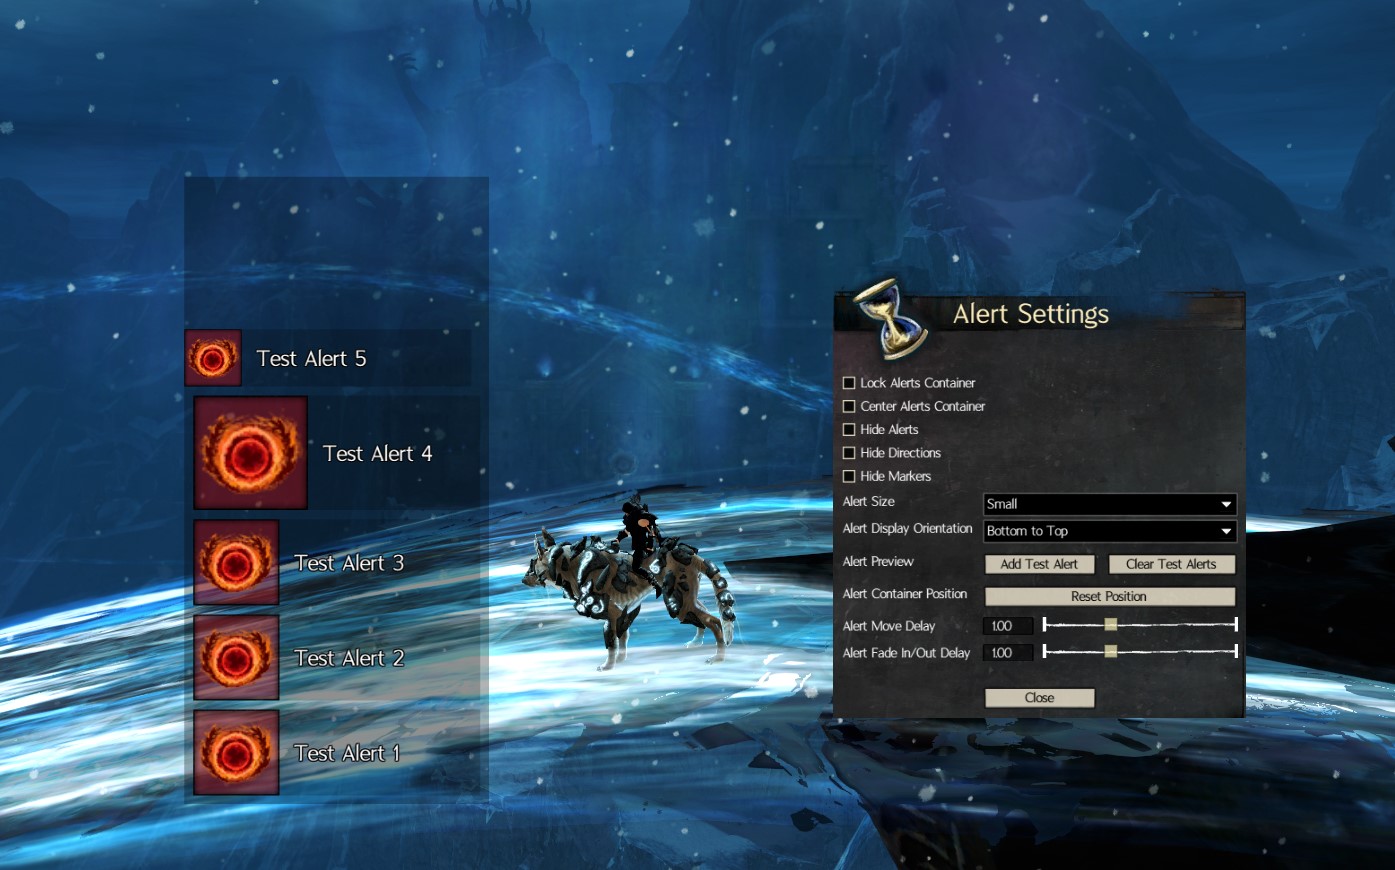 Test Alert 5
Test Alert 4
Test Alert 3
Test Alert 2
Test Alert 1
Alert Settings
Lock Alerts Container
Center Alerts Container
Hide Alerts
Hide Directions
Hide Markers
Alert Size Small
Alert Display Orientation Bottom to Top
Alert Preview Add Test Alert Clear Test Alerts
Alert Container Position Reset Position
Alert Move Delay 1.00
Alert Fade In/Out Delay 1.00
Close